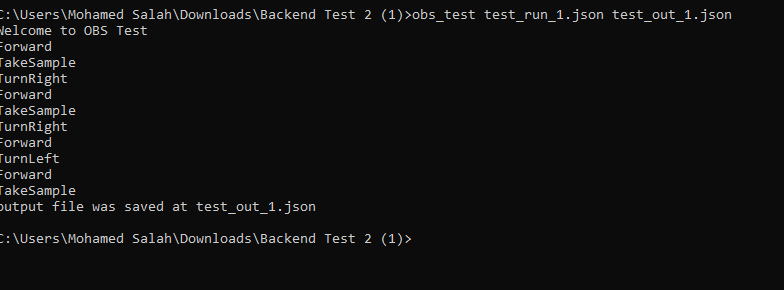 C:\Users\Mohamed Salah\Downloads\Backend Test 2 (1)>obs_test test_run_1.json test_out_1.json
Welcome to OBS Test
Forward
TakeSample
TurnRight
Forward
TakeSample
TurnRight
Forward
TurnLeft
Forward
TakeSample
output file was saved at test_out_1.json
C:\Users\Mohamed Salah\Downloads\Backend Test 2 (1)>